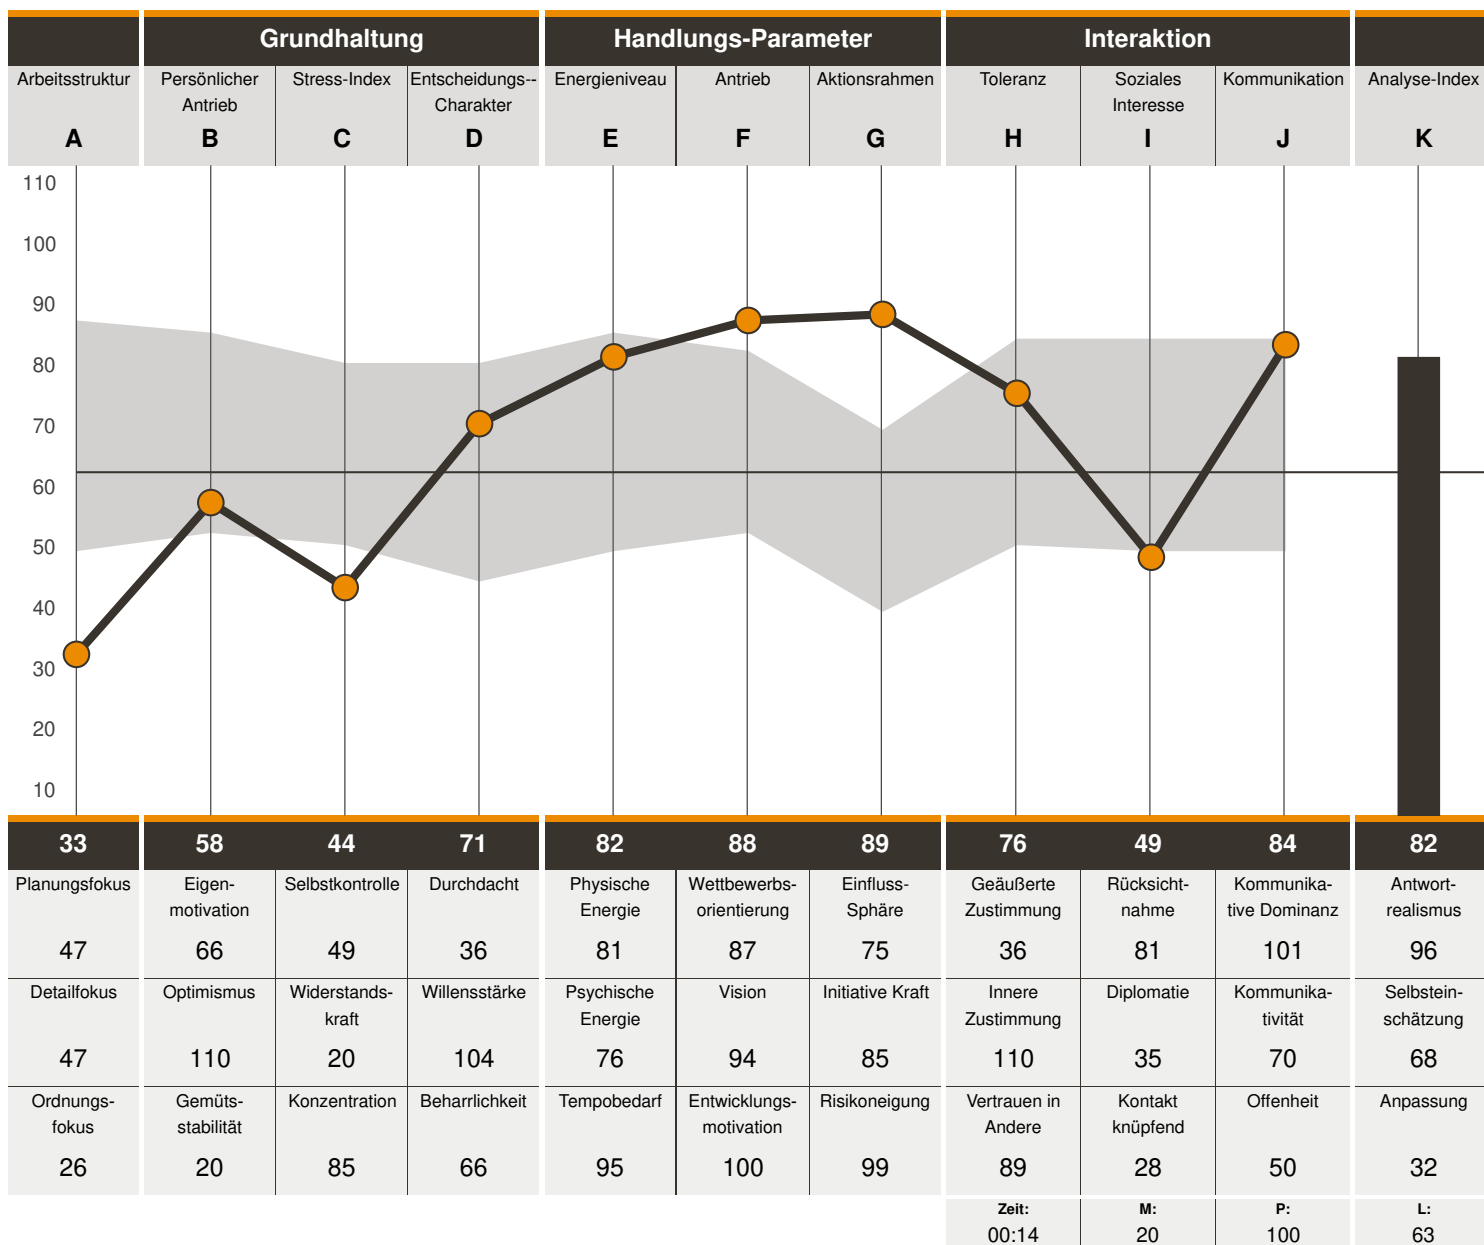 Grundhaltung Handlungs-Parameter Interaktion
Arbeitsstruktur Persönlicher Stress-Index Entscheidungs-- Energieniveau Antrieb Aktionsrahmen Toleranz Soziales Kommunikation Analyse-Index
Antrieb Charakter Interesse
A B C D E F G H I J K
110
100
90
80
70
60
50
40
30
20
10
33 58 44 71 82 88 89 76 49 84 82
Planungsfokus Eigen- Selbstkontrolle Durchdacht Physische Wettbewerbs- Einfluss- Geäußerte Rücksicht- Kommunika- Antwort-
motivation Energie orientierung Sphäre Zustimmung nahme tive Dominanz realismus
47 66 49 36 81 87 75 36 81 101 96
Detailfokus Optimismus Widerstands- Willensstärke Psychische Vision Initiative Kraft Innere Diplomatie Kommunika- Selbstein-
kraft Energie Zustimmung tivität schätzung
47 110 20 104 76 94 85 110 35 70 68
Ordnungs- Gemüts- Konzentration Beharrlichkeit Tempobedarf Entwicklungs- Risikoneigung Vertrauen in Kontakt Offenheit Anpassung
fokus stabilität motivation Andere knüpfend
26 20 85 66 95 100 99 89 28 50 32
Zeit: M: P: L:
00:14 20 100 63